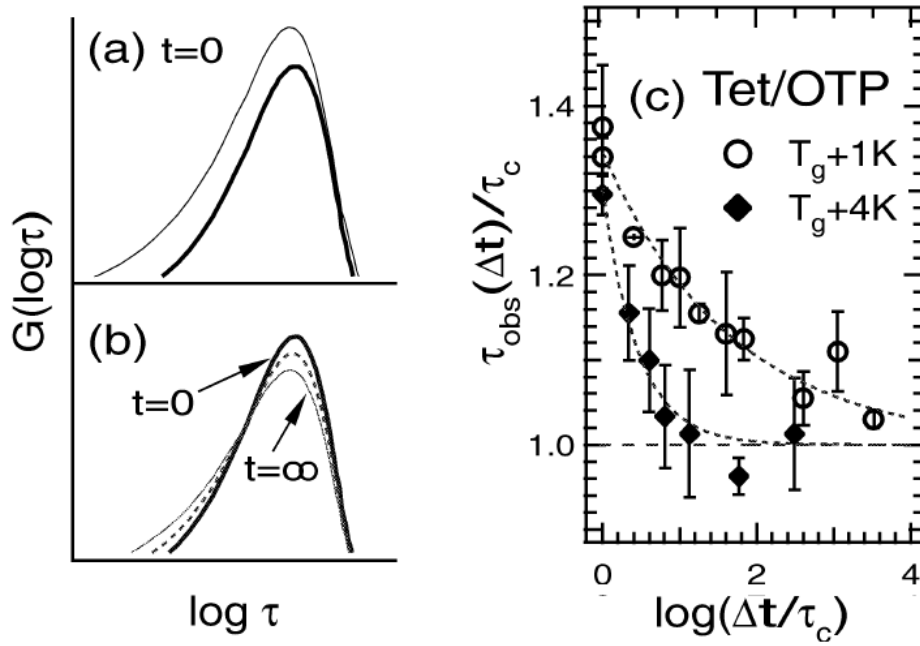 (a) t=0
(b)
t=0
t=∞
G(logτ)
log τ
(c) Tet/OTP
T_g+1K
T_g+4K
τ_obs(Δt)/τ_c
1.4
1.2
1.0
0 2 4
log(Δt/τ_c)